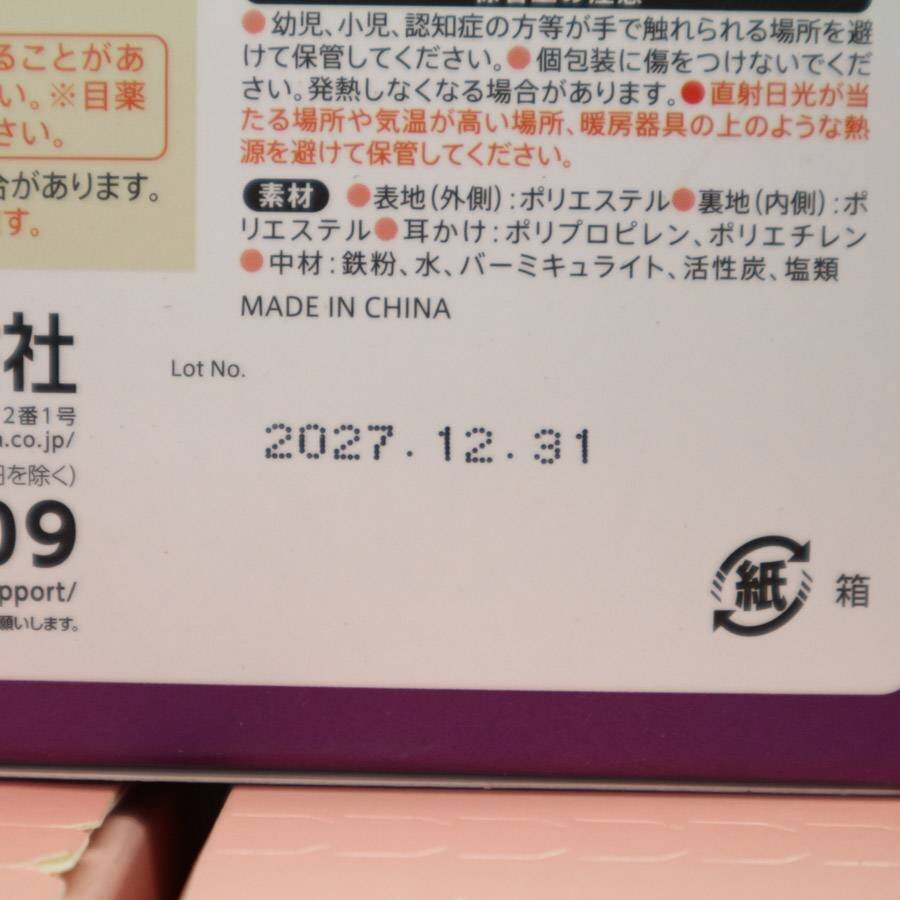 ●幼児、小児、認知症の方等が手で触れられる場所を避
けて保管してください。●個包装に傷をつけないでくだ
さい。発熱しなくなる場合があります。●直射日光が当
たる場所や気温が高い場所、暖房器具の上のような熱
源を避けて保管してください。
素材 ●表地(外側):ポリエステル●裏地(内側):ポ
リエステル●耳かけ:ポリプロピレン、ポリエチレン
●中材:鉄粉、水、バーミキュライト、活性炭、塩類
MADE IN CHINA
Lot No.
2027.12.31
紙 箱
ることがあ
い。※目薬
さい。
合があります。
す。
社
2番1号
.co.jp/
を除く)
09
pport/
願いします。